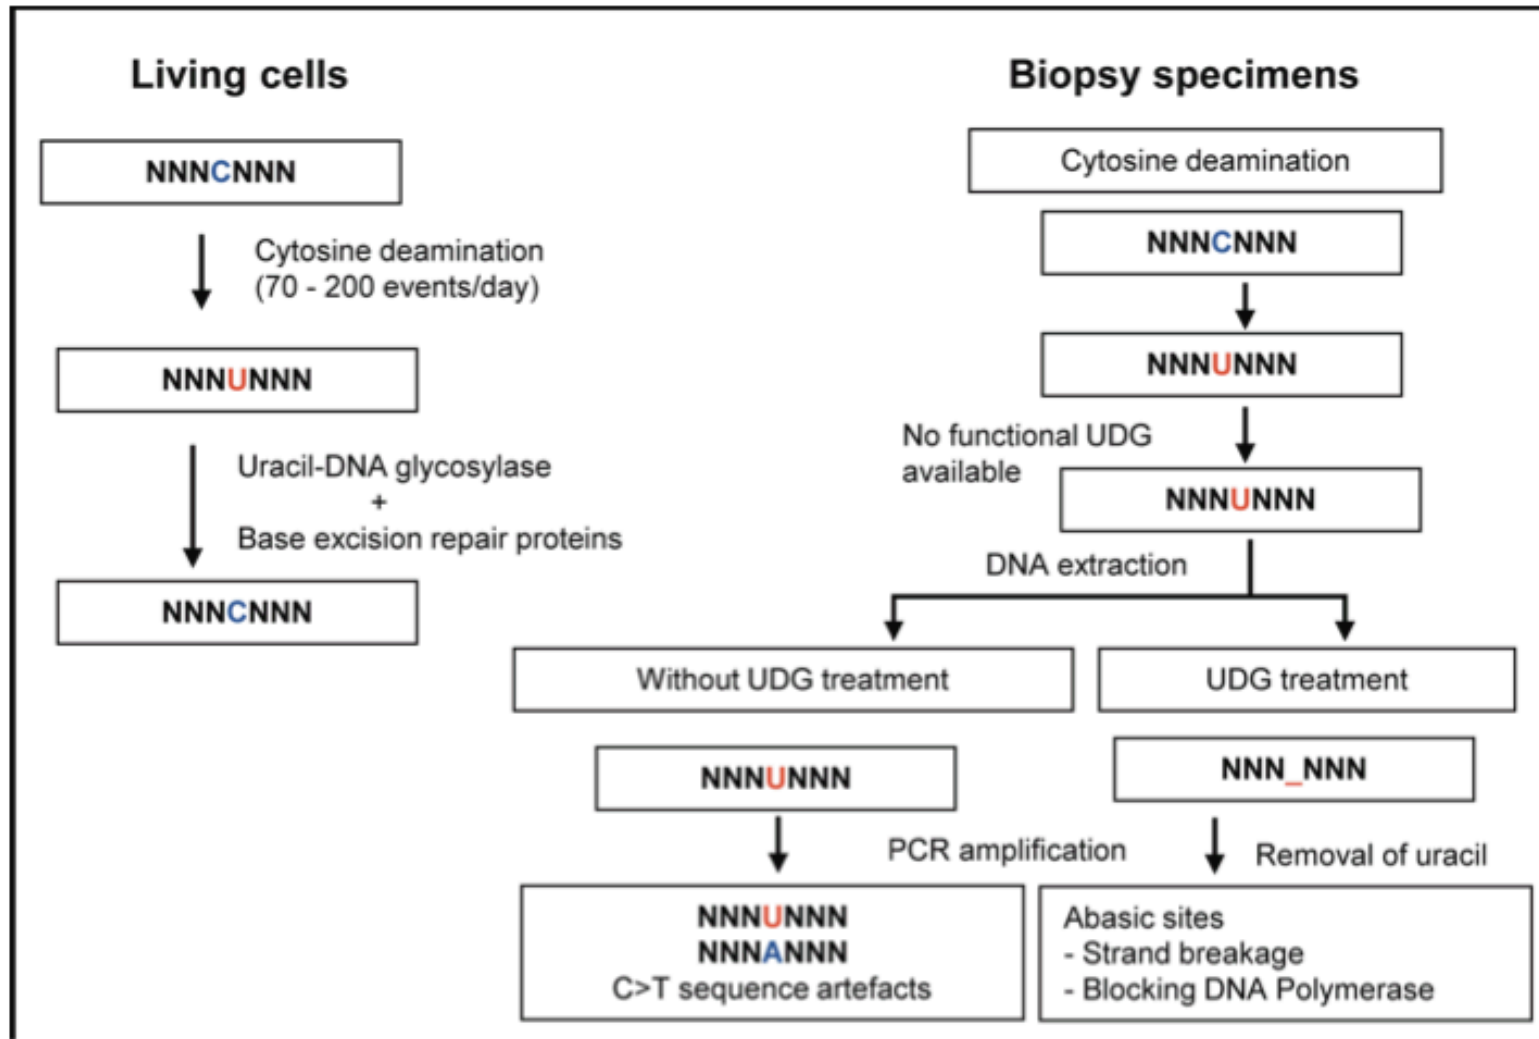 Living cells
NNNCNNN
Cytosine deamination
(70 - 200 events/day)
NNNUNNN
Uracil-DNA glycosylase
+
Base excision repair proteins
NNNCNNN
Biopsy specimens
Cytosine deamination
NNNCNNN
NNNUNNN
No functional UDG
available
NNNUNNN
DNA extraction
Without UDG treatment
NNNUNNN
PCR amplification
NNNUNNN
NNNANNN
C>T sequence artefacts
UDG treatment
NNN_NNN
Removal of uracil
Abasic sites
- Strand breakage
- Blocking DNA Polymerase